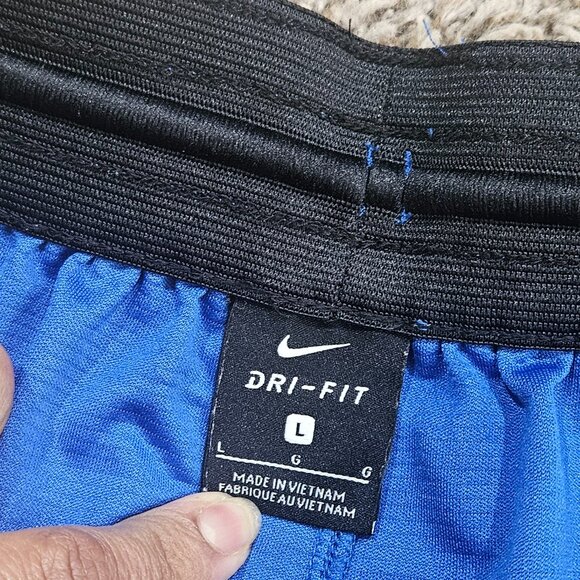 DRI-FIT
L
L G G
MADE IN VIETNAM
FABRIQUE AU VIETNAM